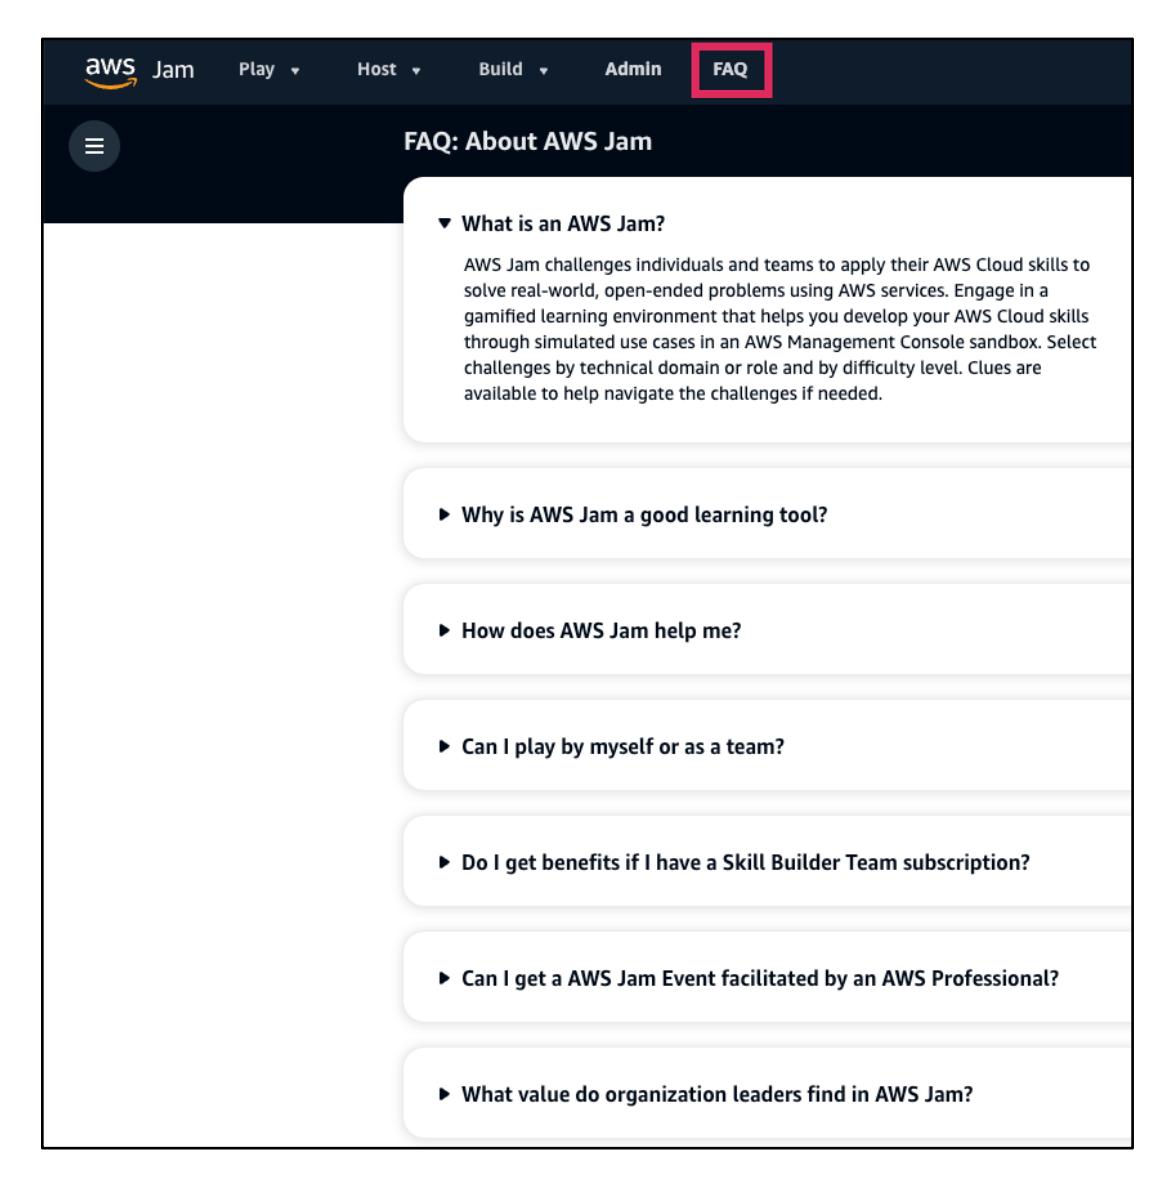 aws Jam Play Host Build Admin FAQ
FAQ: About AWS Jam
What is an AWS Jam?
AWS Jam challenges individuals and teams to apply their AWS Cloud skills to
solve real-world, open-ended problems using AWS services. Engage in a
gamified learning environment that helps you develop your AWS Cloud skills
through simulated use cases in an AWS Management Console sandbox. Select
challenges by technical domain or role and by difficulty level. Clues are
available to help navigate the challenges if needed.
Why is AWS Jam a good learning tool?
How does AWS Jam help me?
Can I play by myself or as a team?
Do I get benefits if I have a Skill Builder Team subscription?
Can I get a AWS Jam Event facilitated by an AWS Professional?
What value do organization leaders find in AWS Jam?